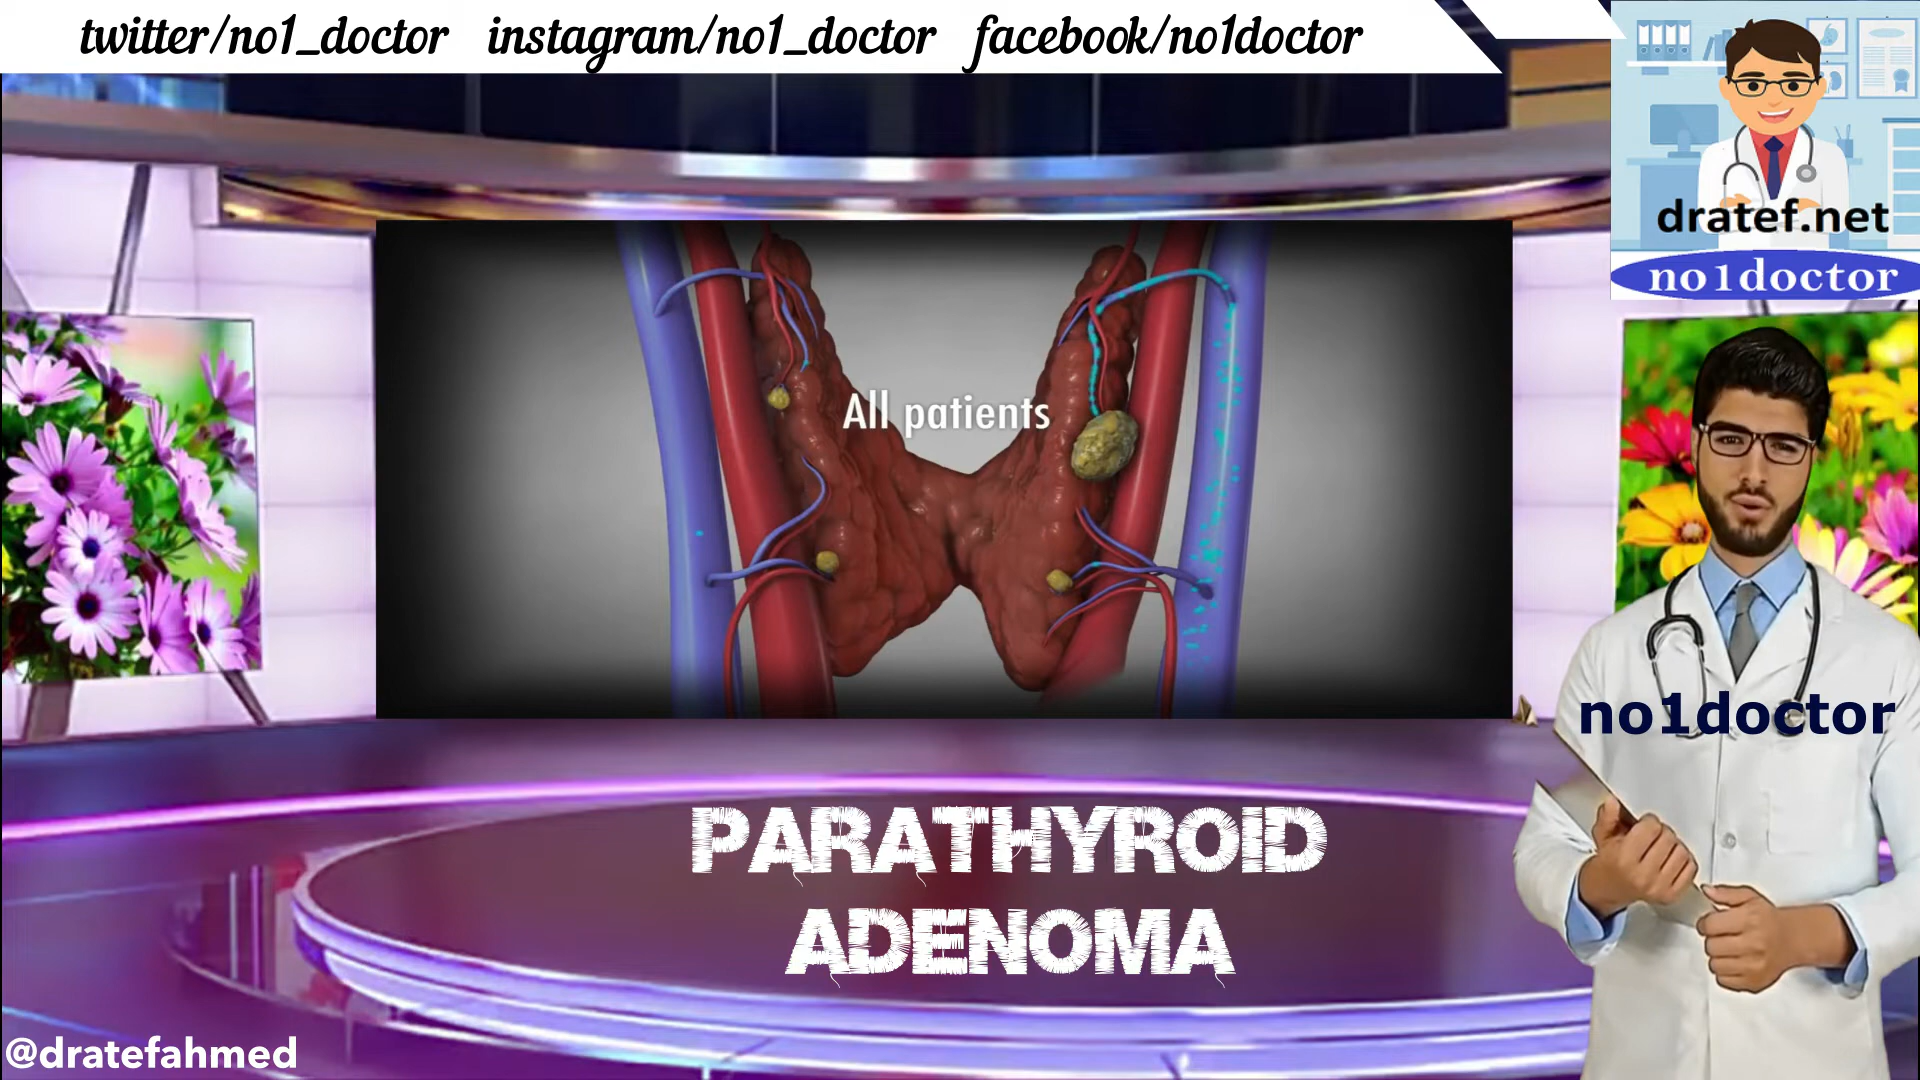 twitter/no1_doctor instagram/no1_doctor facebook/no1doctor
dratef.net
no1doctor
All patients
no1doctor
PARATHYROID
ADENOMA
@dratefahmed